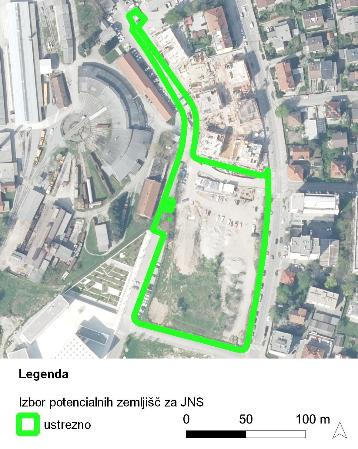 Legenda
Izbor potencialnih zemljišč za JNS
ustrezno
0 50 100 m